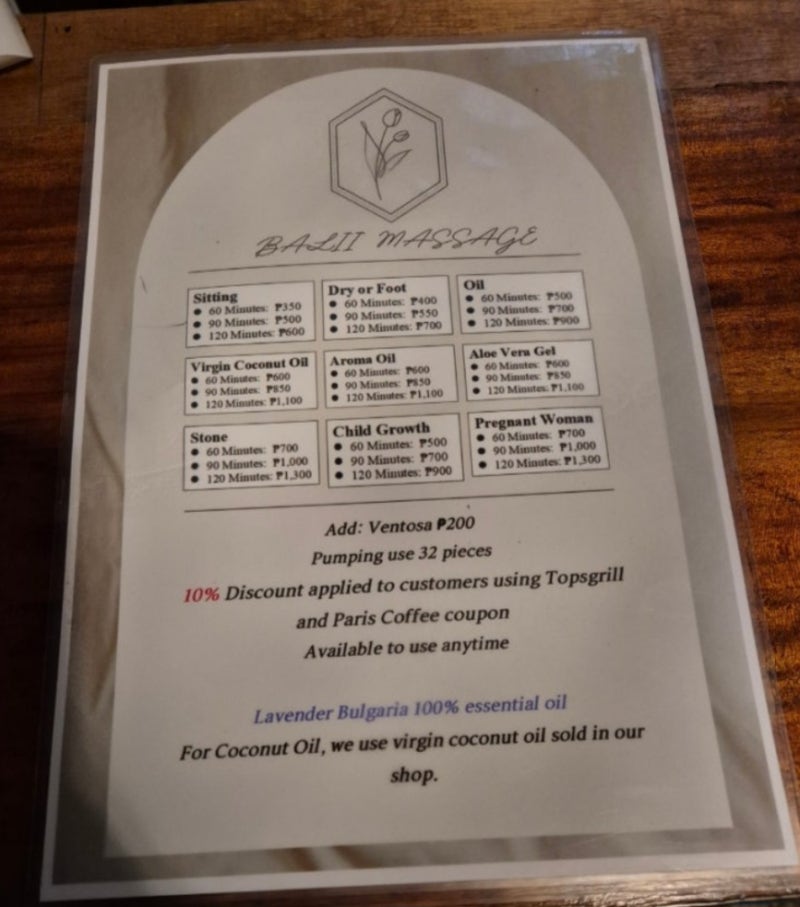 BALII MASSAGE
Sitting
● 60 Minutes: ₱350
● 90 Minutes: ₱500
● 120 Minutes: ₱600
Dry or Foot
● 60 Minutes: ₱400
● 90 Minutes: ₱550
● 120 Minutes: ₱700
Oil
● 60 Minutes: ₱500
● 90 Minutes: ₱700
● 120 Minutes: ₱900
Virgin Coconut Oil
● 60 Minutes: ₱600
● 90 Minutes: ₱850
● 120 Minutes: ₱1,100
Aroma Oil
● 60 Minutes: ₱600
● 90 Minutes: ₱850
● 120 Minutes: ₱1,100
Aloe Vera Gel
● 60 Minutes: ₱600
● 90 Minutes: ₱850
● 120 Minutes: ₱1,100
Stone
● 60 Minutes: ₱700
● 90 Minutes: ₱1,000
● 120 Minutes: ₱1,300
Child Growth
● 60 Minutes: ₱500
● 90 Minutes: ₱700
● 120 Minutes: ₱900
Pregnant Woman
● 60 Minutes: ₱700
● 90 Minutes: ₱1,000
● 120 Minutes: ₱1,300
Add: Ventosa ₱200
Pumping use 32 pieces
10% Discount applied to customers using Topsgrill
and Paris Coffee coupon
Available to use anytime
Lavender Bulgaria 100% essential oil
For Coconut Oil, we use virgin coconut oil sold in our
shop.